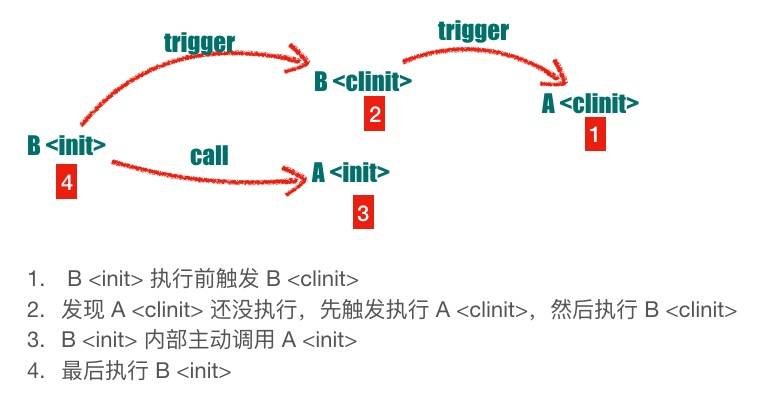 trigger
trigger
B <clinit>
2
A <clinit>
1
B <init>
4
call
A <init>
3
1. B <init> 执行前触发 B <clinit>
2. 发现 A <clinit> 还没执行，先触发执行 A <clinit>，然后执行 B <clinit>
3. B <init> 内部主动调用 A <init>
4. 最后执行 B <init>